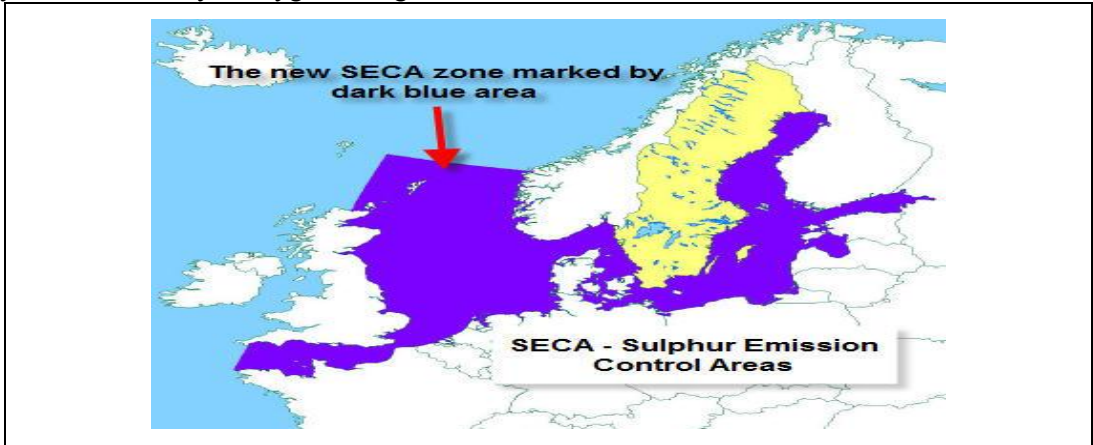 The new SECA zone marked by
dark blue area
SECA - Sulphur Emission
Control Areas